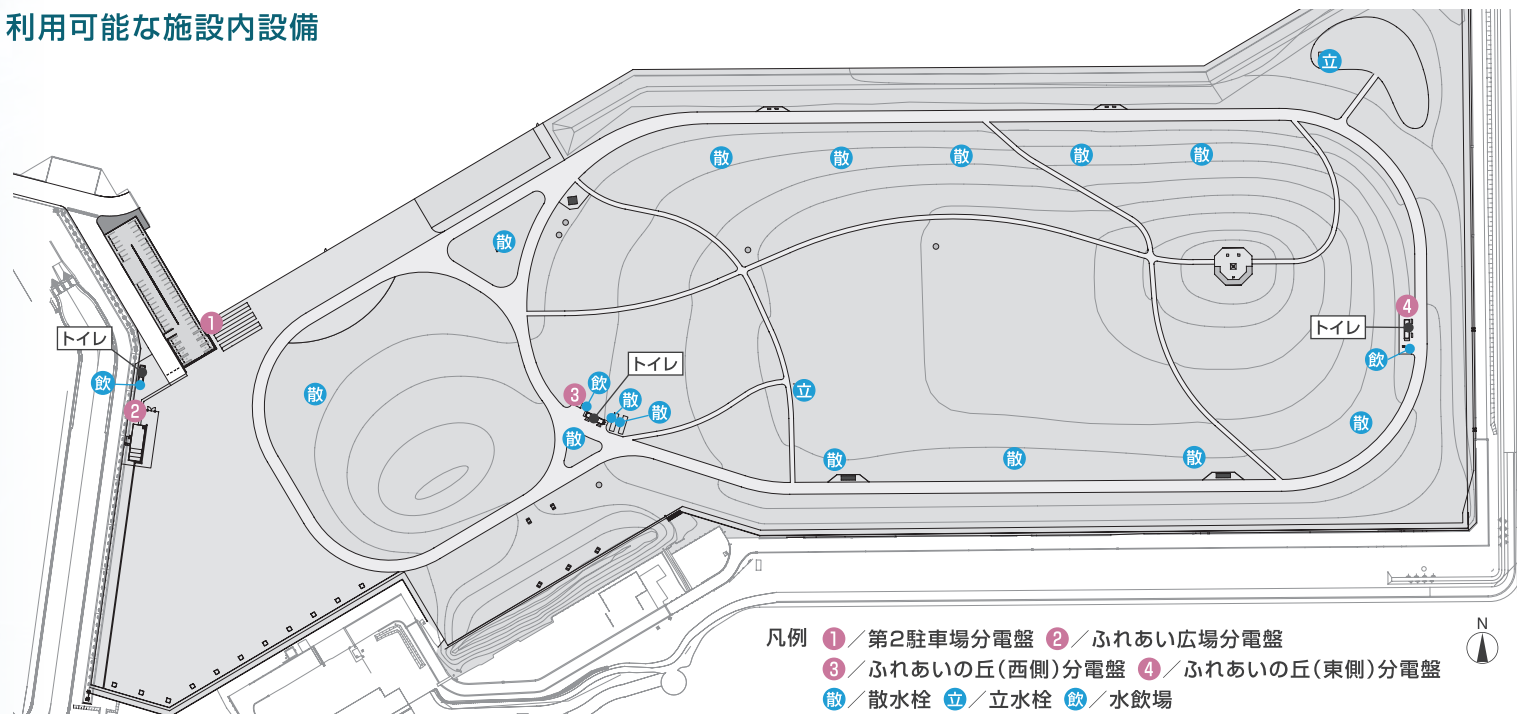 利用可能な施設内設備
立
散
散
散
散
散
散
1
4
トイレ
トイレ
飲
飲
トイレ
2
散
3
飲
散
散
立
散
散
散
散
散
N
凡例 1/第2駐車場分電盤 2/ふれあい広場分電盤
3/ふれあいの丘(西側)分電盤 4/ふれあいの丘(東側)分電盤
散/散水栓 立/立水栓 飲/水飲場